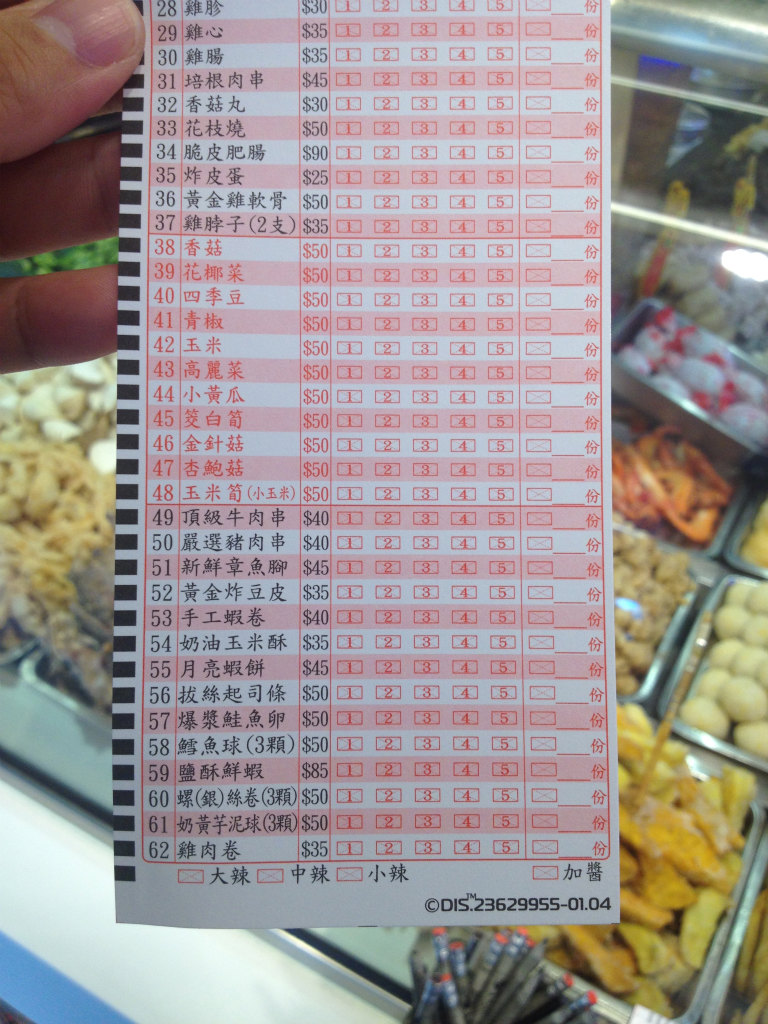 28 雞胗 $30 1 2 3 4 5 份
29 雞心 $35 1 2 3 4 5 份
30 雞腸 $35 1 2 3 4 5 份
31 培根肉串 $45 1 2 3 4 5 份
32 香菇丸 $30 1 2 3 4 5 份
33 花枝燒 $50 1 2 3 4 5 份
34 脆皮肥腸 $90 1 2 3 4 5 份
35 炸皮蛋 $25 1 2 3 4 5 份
36 黃金雞軟骨 $50 1 2 3 4 5 份
37 雞脖子(2支) $35 1 2 3 4 5 份
38 香菇 $50 1 2 3 4 5 份
39 花椰菜 $50 1 2 3 4 5 份
40 四季豆 $50 1 2 3 4 5 份
41 青椒 $50 1 2 3 4 5 份
42 玉米 $50 1 2 3 4 5 份
43 高麗菜 $50 1 2 3 4 5 份
44 小黃瓜 $50 1 2 3 4 5 份
45 筊白筍 $50 1 2 3 4 5 份
46 金針菇 $50 1 2 3 4 5 份
47 杏鮑菇 $50 1 2 3 4 5 份
48 玉米筍(小玉米) $50 1 2 3 4 5 份
49 頂級牛肉串 $40 1 2 3 4 5 份
50 嚴選豬肉串 $40 1 2 3 4 5 份
51 新鮮章魚腳 $45 1 2 3 4 5 份
52 黃金炸豆皮 $35 1 2 3 4 5 份
53 手工蝦卷 $40 1 2 3 4 5 份
54 奶油玉米酥 $35 1 2 3 4 5 份
55 月亮蝦餅 $45 1 2 3 4 5 份
56 拔絲起司條 $50 1 2 3 4 5 份
57 爆漿鮭魚卵 $50 1 2 3 4 5 份
58 鱈魚球(3顆) $50 1 2 3 4 5 份
59 鹽酥鮮蝦 $85 1 2 3 4 5 份
60 螺(銀)絲卷(3顆) $50 1 2 3 4 5 份
61 奶黃芋泥球(3顆) $50 1 2 3 4 5 份
62 雞肉卷 $35 1 2 3 4 5 份
大辣 中辣 小辣 加醬
©DIS.™23629955-01.04